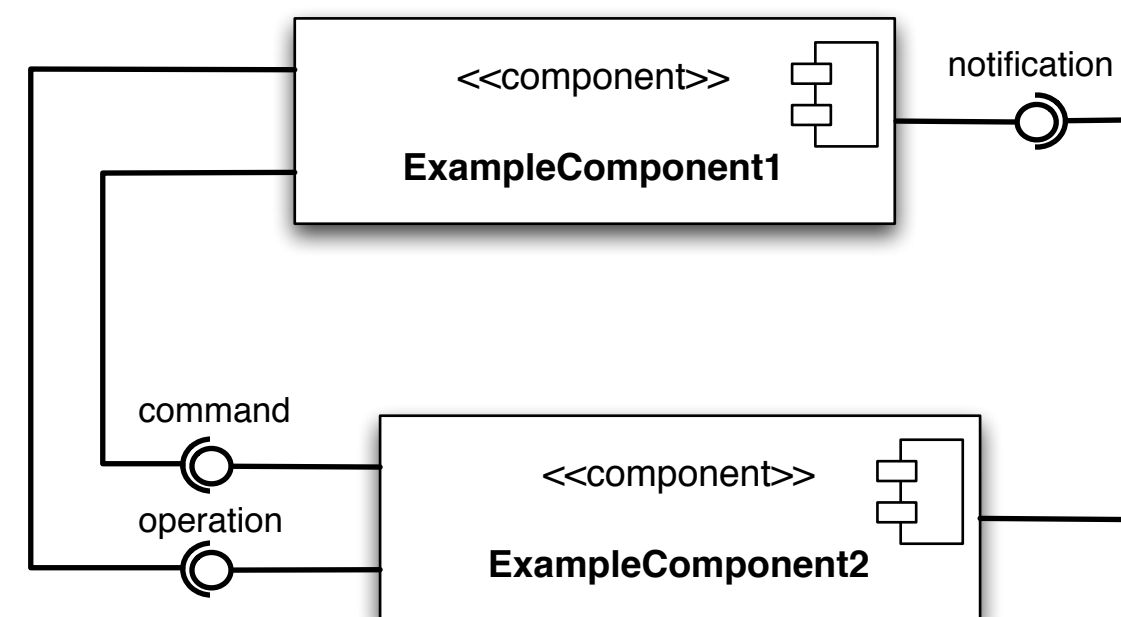 <<component>>
ExampleComponent1
notification
command
operation
<<component>>
ExampleComponent2